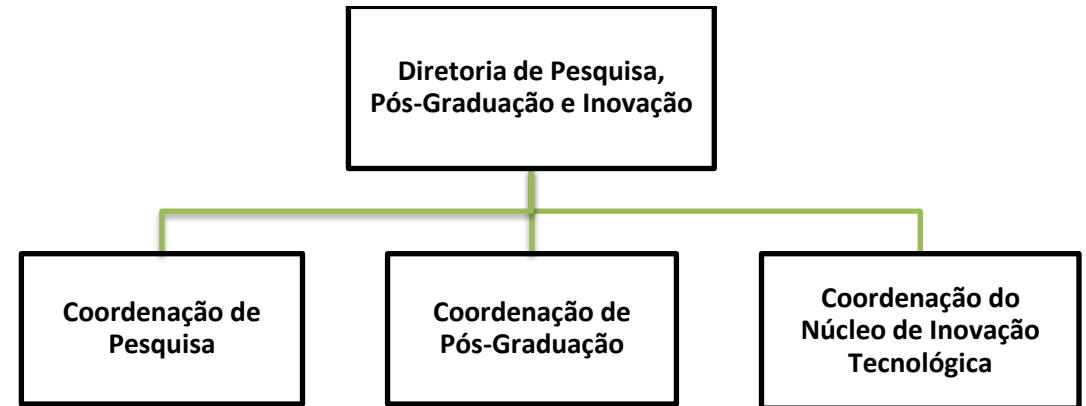 Diretoria de Pesquisa,
Pós-Graduação e Inovação
Coordenação de
Pesquisa
Coordenação de
Pós-Graduação
Coordenação do
Núcleo de Inovação
Tecnológica